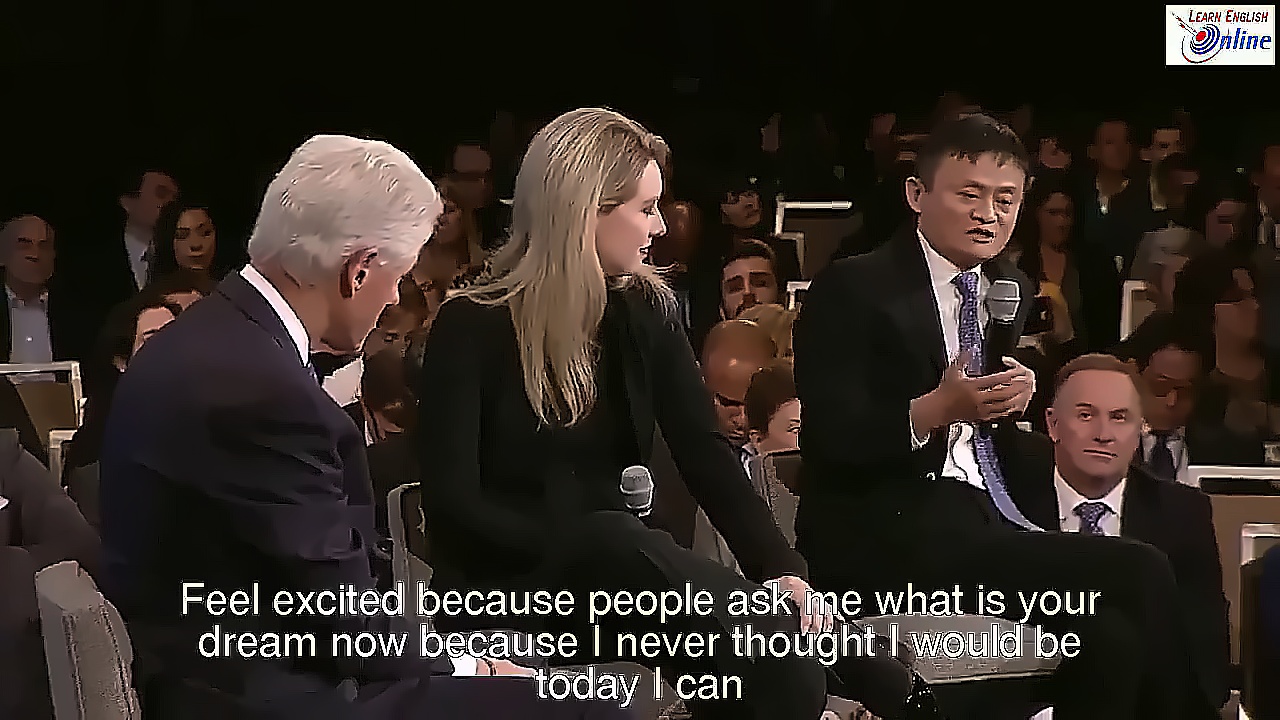 LEARN ENGLISH
Online
Feel excited because people ask me what is your
dream now because I never thought I would be
today I can